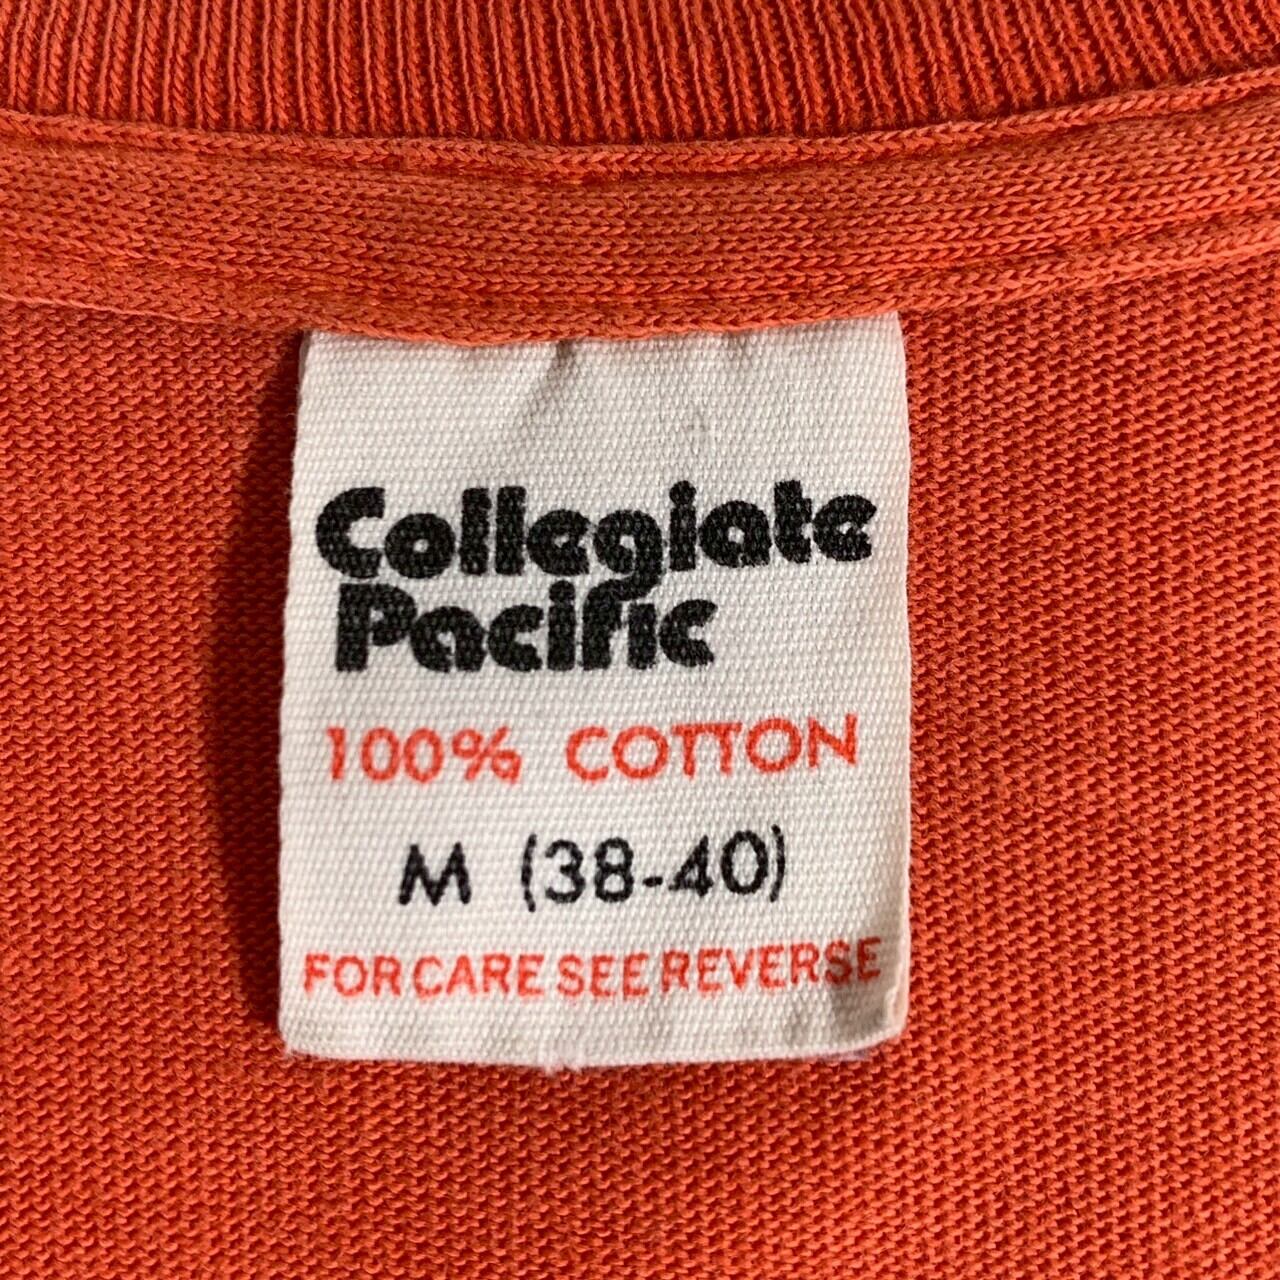 Collegiate
Pacific
100% COTTON
M (38-40)
FOR CARE SEE REVERSE